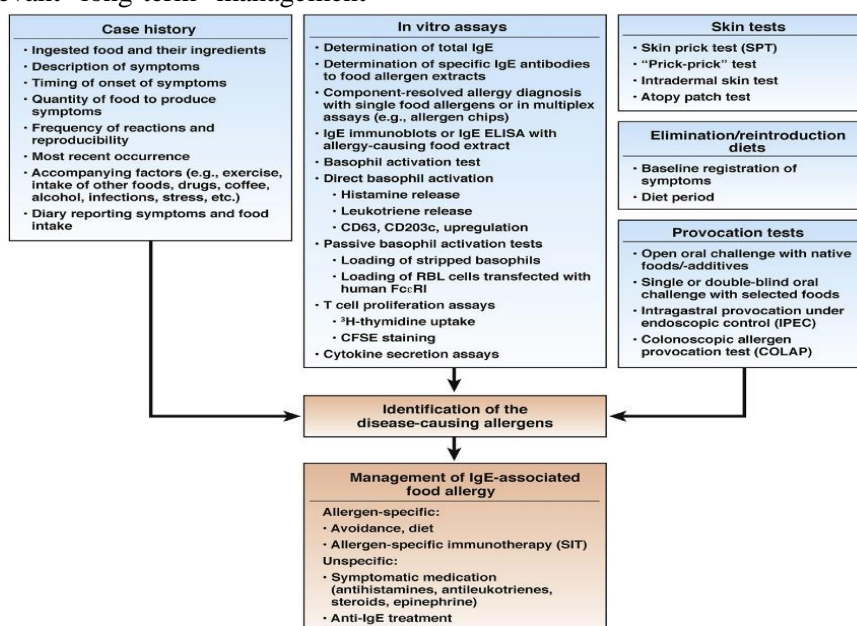 long-term management
Case history
• Ingested food and their ingredients
• Description of symptoms
• Timing of onset of symptoms
• Quantity of food to produce
symptoms
• Frequency of reactions and
reproducibility
• Most recent occurrence
• Accompanying factors (e.g., exercise,
intake of other foods, drugs, coffee,
alcohol, infections, stress, etc.)
• Diary reporting symptoms and food
intake
In vitro assays
• Determination of total IgE
• Determination of specific IgE antibodies
to food allergen extracts
• Component-resolved allergy diagnosis
with single food allergens or in multiplex
assays (e.g., allergen chips)
• IgE immunoblots or IgE ELISA with
allergy-causing food extract
• Basophil activation test
• Direct basophil activation
• Histamine release
• Leukotriene release
• CD63, CD203c, upregulation
• Passive basophil activation tests
• Loading of stripped basophils
• Loading of RBL cells transfected with
human FcεRI
• T cell proliferation assays
• ³H-thymidine uptake
• CFSE staining
• Cytokine secretion assays
Skin tests
• Skin prick test (SPT)
• “Prick-prick” test
• Intradermal skin test
• Atopy patch test
Elimination/reintroduction
diets
• Baseline registration of
symptoms
• Diet period
Provocation tests
• Open oral challenge with native
foods/-additives
• Single or double-blind oral
challenge with selected foods
• Intragastral provocation under
endoscopic control (IPEC)
• Colonoscopic allergen
provocation test (COLAP)
Identification of the
disease-causing allergens
Management of IgE-associated
food allergy
Allergen-specific:
• Avoidance, diet
• Allergen-specific immunotherapy (SIT)
Unspecific:
• Symptomatic medication
(antihistamines, antileukotrienes,
steroids, epinephrine)
• Anti-IgE treatment